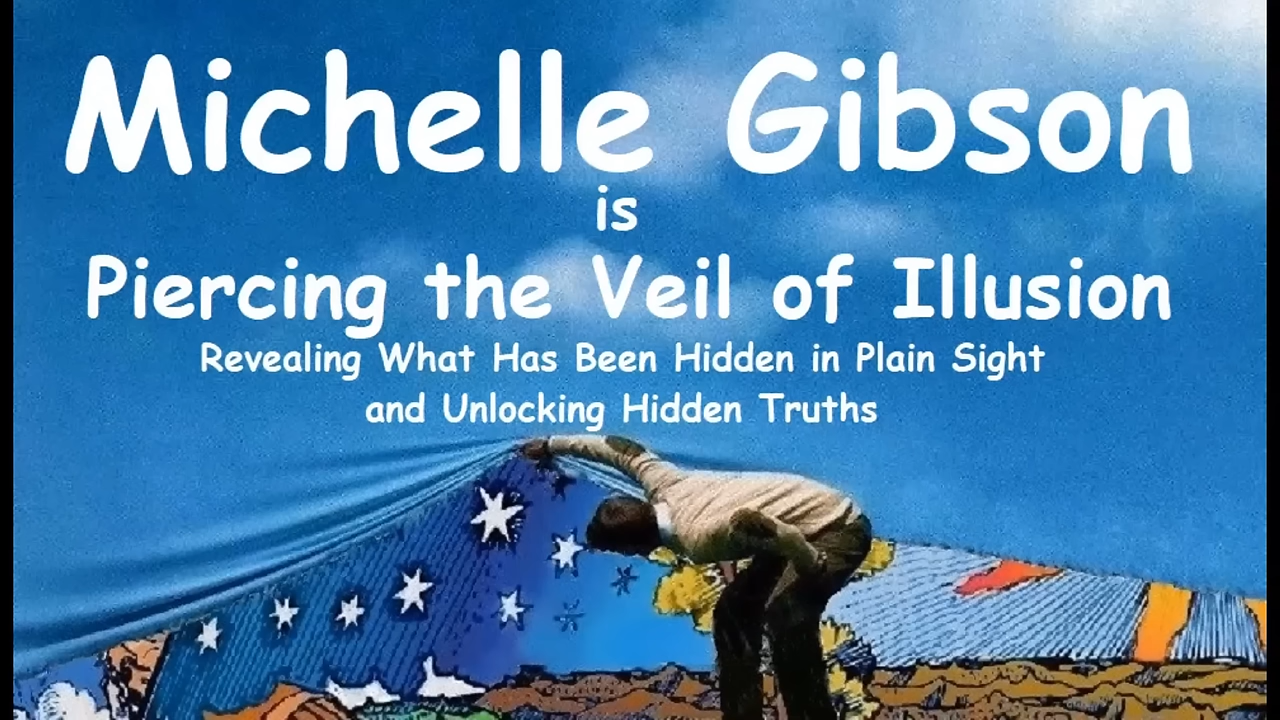 Michelle Gibson
is
Piercing the Veil of Illusion
Revealing What Has Been Hidden in Plain Sight
and Unlocking Hidden Truths